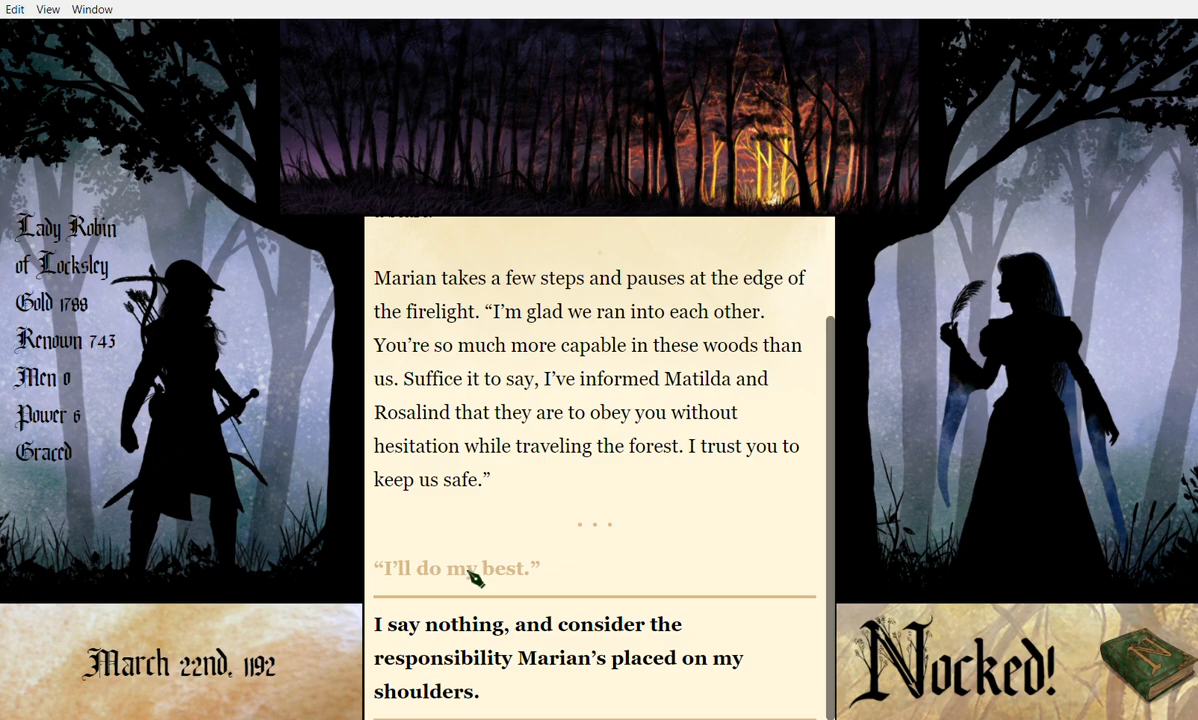 Edit View Window
Lady Robin
of Locksley
Gold 1788
Renown 743
Men 0
Power 6
Graced
Marian takes a few steps and pauses at the edge of
the firelight. “I’m glad we ran into each other.
You’re so much more capable in these woods than
us. Suffice it to say, I’ve informed Matilda and
Rosalind that they are to obey you without
hesitation while traveling the forest. I trust you to
keep us safe.”
• • •
“I’ll do my best.”
I say nothing, and consider the
responsibility Marian’s placed on my
shoulders.
March 22nd, 1192
Nocked!
N